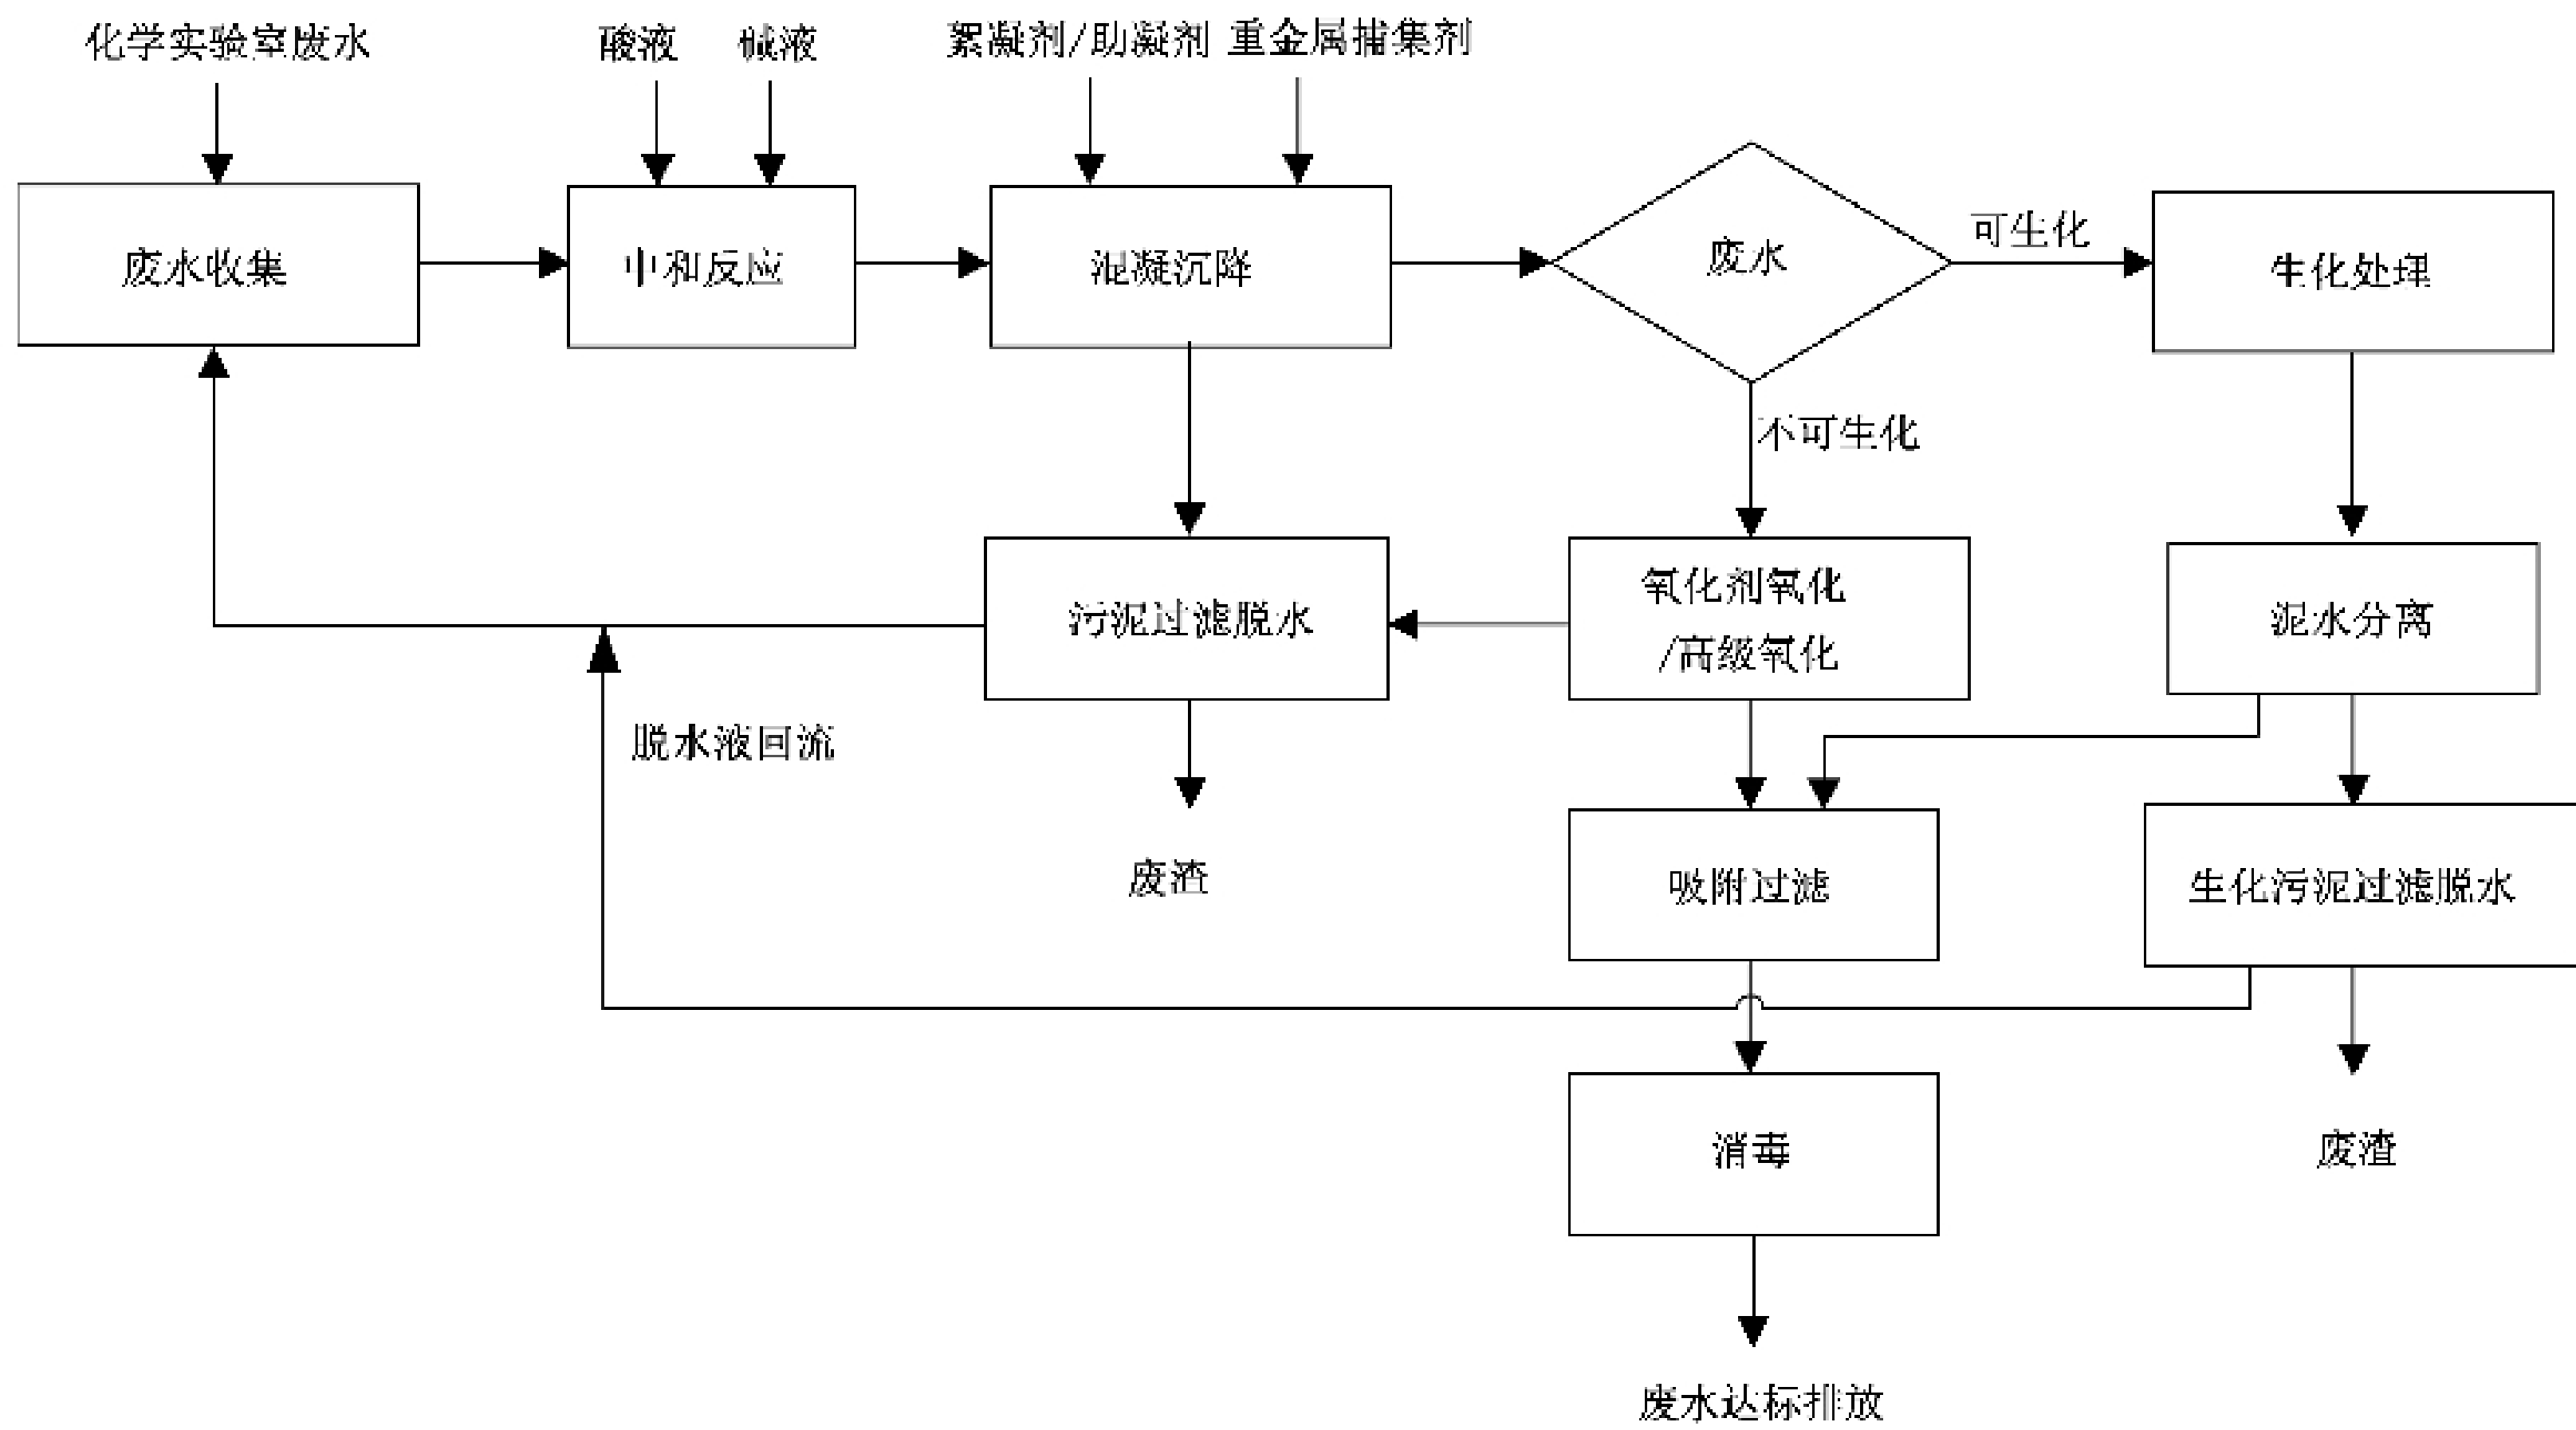 化学实验室废水
酸液
碱液
絮凝剂/助凝剂
重金属捕集剂
废水收集
中和反应
混凝沉降
废水
可生化
生化处理
不可生化
污泥过滤脱水
氧化剂氧化
/高级氧化
泥水分离
脱水液回流
废渣
吸附过滤
生化污泥过滤脱水
消毒
废渣
废水达标排放